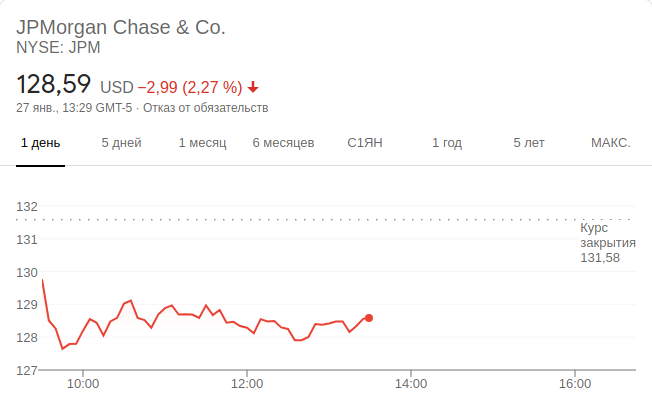 JPMorgan Chase & Co.
NYSE: JPM
128,59 USD −2,99 (2,27 %)
27 янв., 13:29 GMT-5 · Отказ от обязательств
1 день 5 дней 1 месяц 6 месяцев С1ЯН 1 год 5 лет МАКС.
132
Курс
закрытия
131,58
131
130
129
128
127
10:00 12:00 14:00 16:00